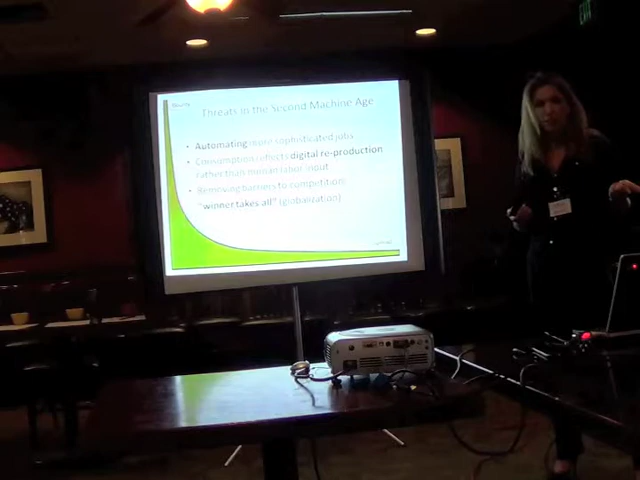 Threats in the Second Machine Age
• Automating more sophisticated jobs
• Consumption reflects digital re-production
rather than human labor input
• Removing barriers to competition:
"winner takes all" (globalization)